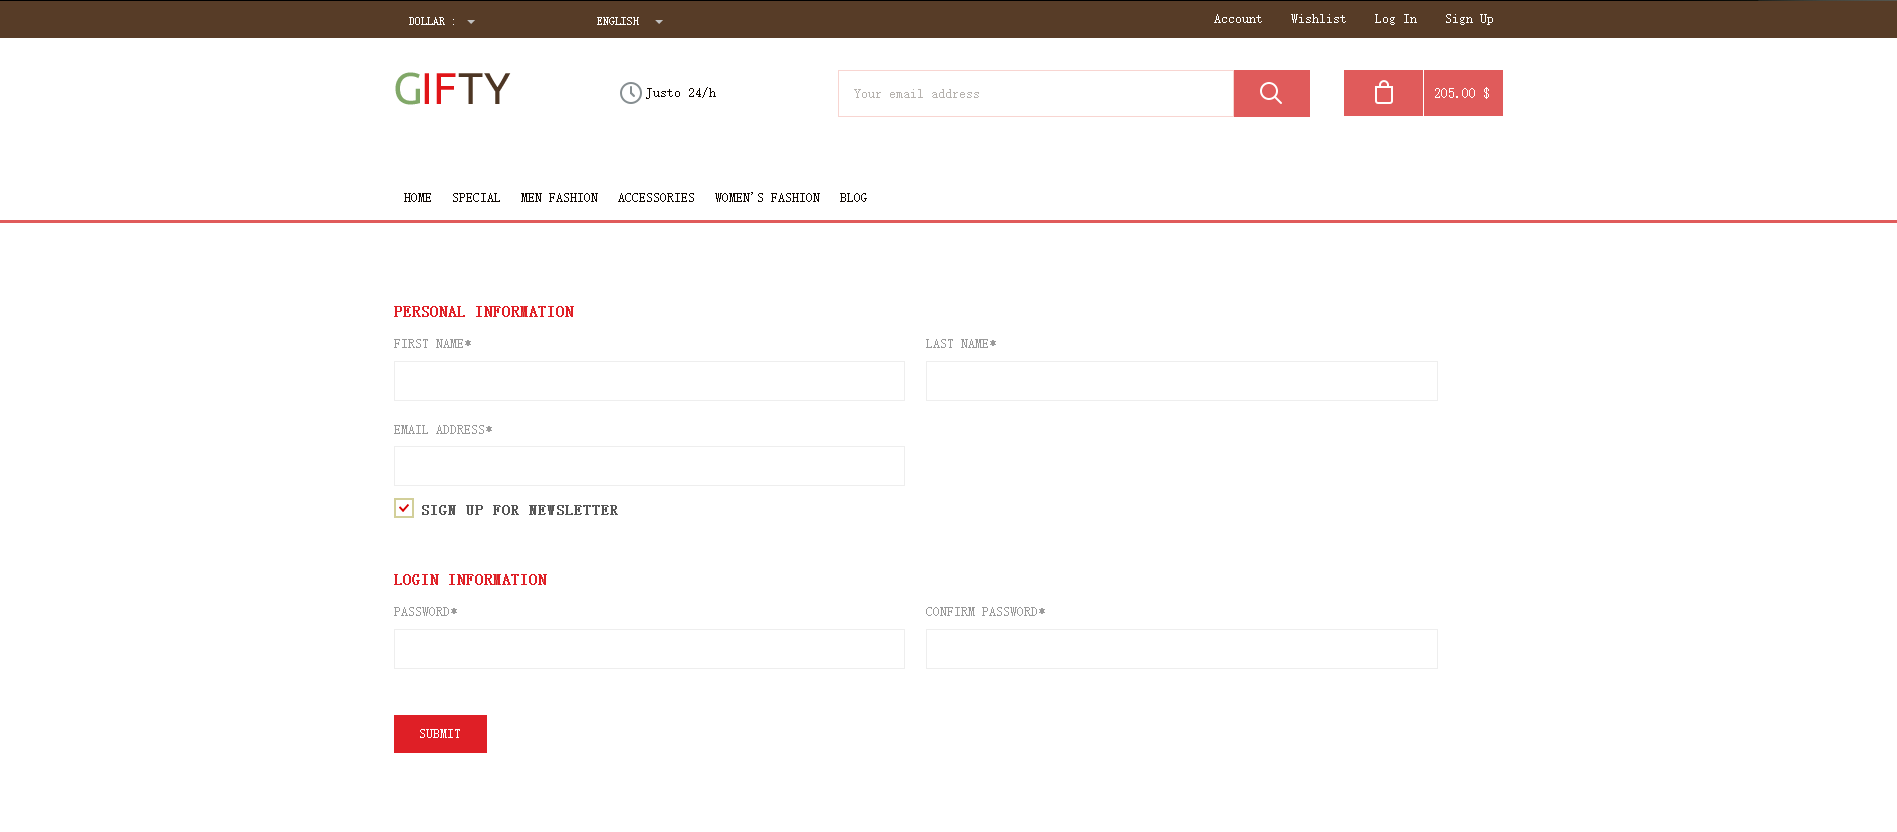 DOLLAR : ENGLISH Account Wishlist Log In Sign Up
GIFTY Justo 24/h Your email address 205.00 $
HOME SPECIAL MEN FASHION ACCESSORIES WOMEN'S FASHION BLOG
PERSONAL INFORMATION
FIRST NAME* LAST NAME*
EMAIL ADDRESS*
SIGN UP FOR NEWSLETTER
LOGIN INFORMATION
PASSWORD* CONFIRM PASSWORD*
SUBMIT